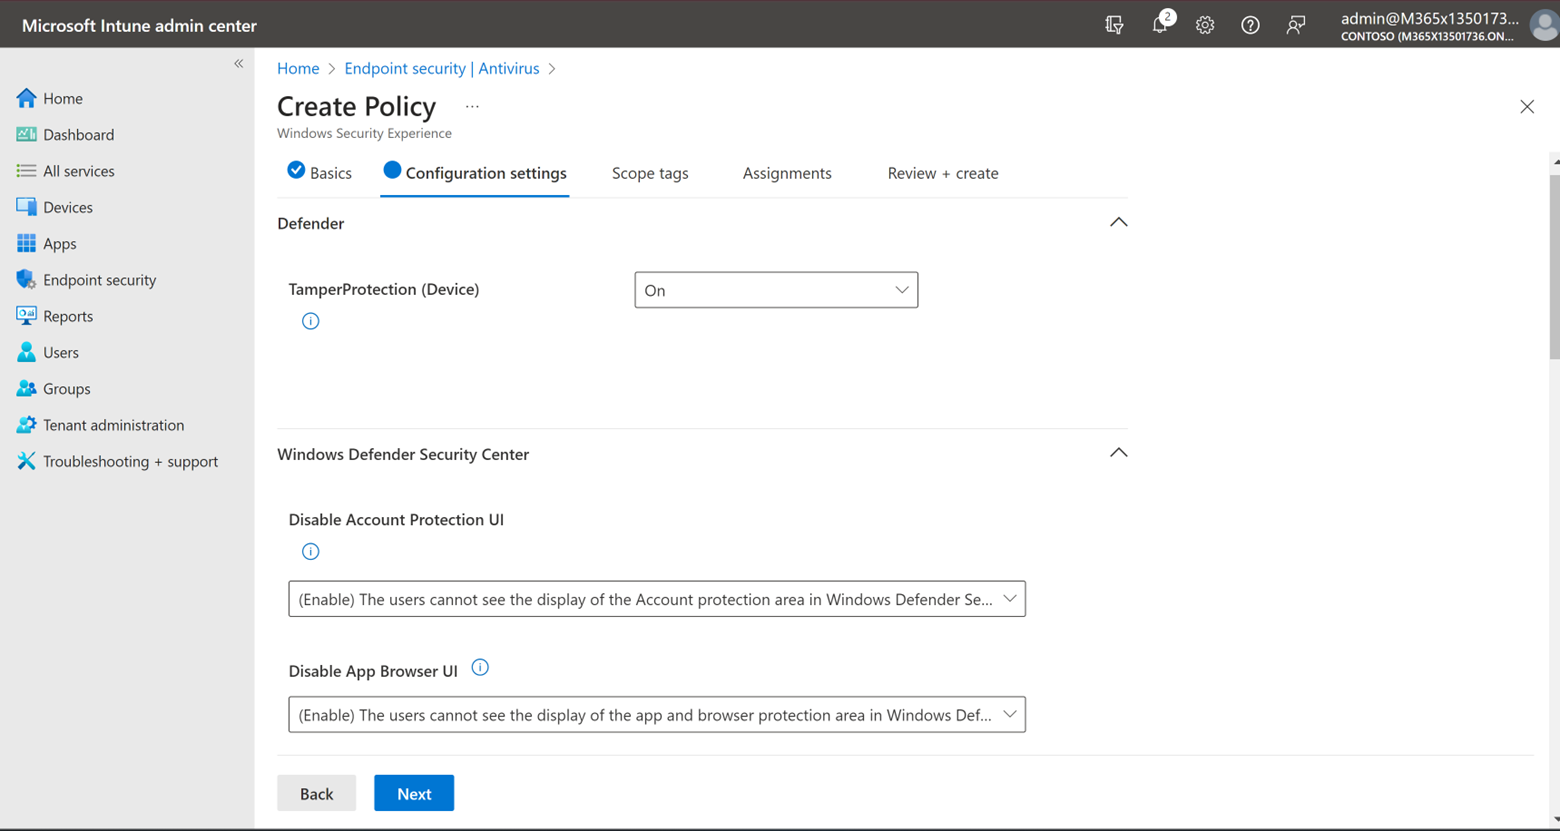 Microsoft Intune admin center
2
admin@M365x1350173...
CONTOSO (M365X13501736.ON...
Home
Dashboard
All services
Devices
Apps
Endpoint security
Reports
Users
Groups
Tenant administration
Troubleshooting + support
Home > Endpoint security | Antivirus >
Create Policy ...
Windows Security Experience
Basics
Configuration settings
Scope tags
Assignments
Review + create
Defender
TamperProtection (Device)
On
Windows Defender Security Center
Disable Account Protection UI
(Enable) The users cannot see the display of the Account protection area in Windows Defender Se...
Disable App Browser UI
(Enable) The users cannot see the display of the app and browser protection area in Windows Def...
Back
Next